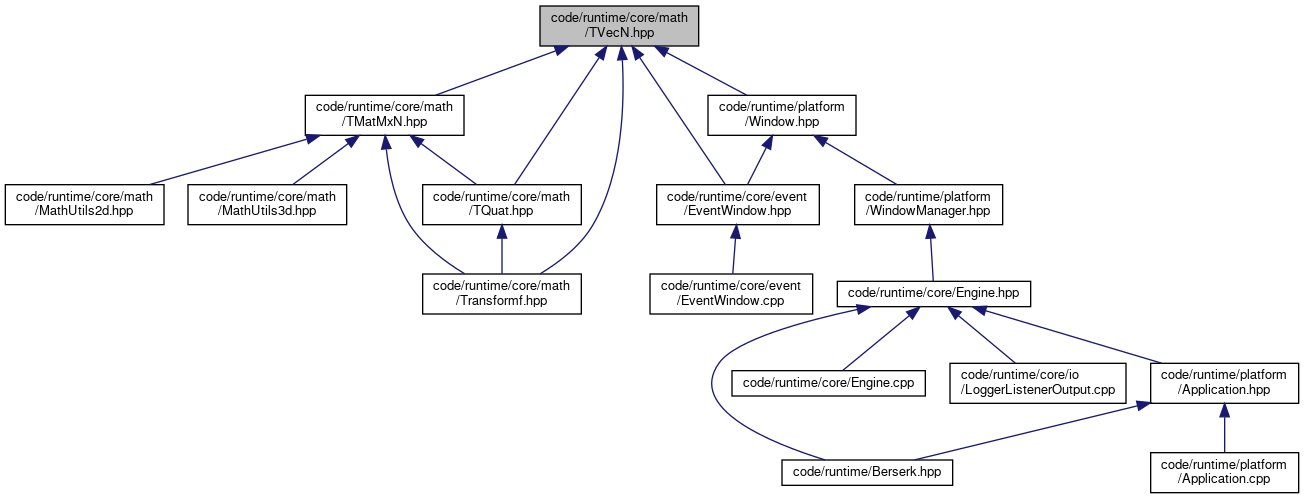 code/runtime/core/math
/TVecN.hpp
code/runtime/core/math
/TMatMxN.hpp
code/runtime/platform
/Window.hpp
code/runtime/core/math
/MathUtils2d.hpp
code/runtime/core/math
/MathUtils3d.hpp
code/runtime/core/math
/TQuat.hpp
code/runtime/core/event
/EventWindow.hpp
code/runtime/platform
/WindowManager.hpp
code/runtime/core/math
/Transformf.hpp
code/runtime/core/event
/EventWindow.cpp
code/runtime/core/Engine.hpp
code/runtime/core/Engine.cpp
code/runtime/core/io
/LoggerListenerOutput.cpp
code/runtime/platform
/Application.hpp
code/runtime/Berserk.hpp
code/runtime/platform
/Application.cpp